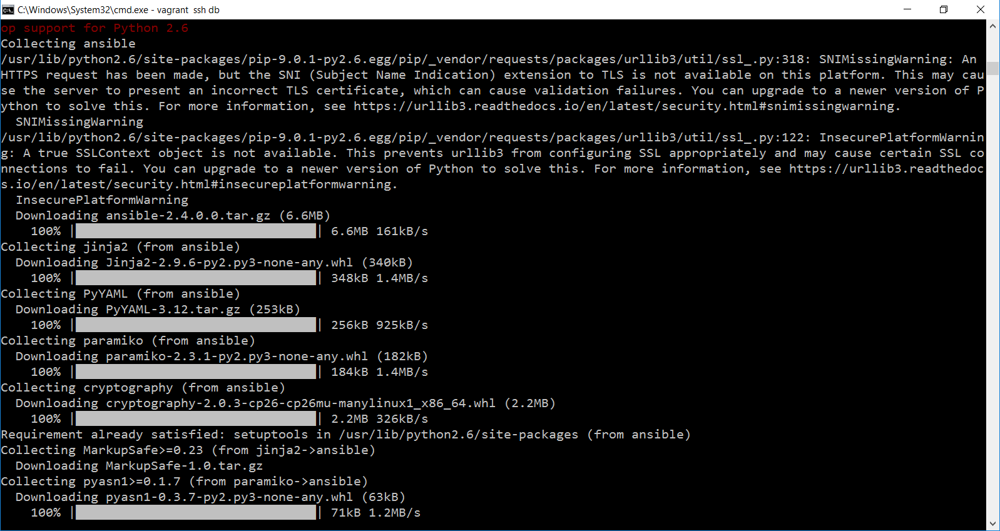 C:\Windows\System32\cmd.exe - vagrant  ssh db
op support for Python 2.6
Collecting ansible
/usr/lib/python2.6/site-packages/pip-9.0.1-py2.6.egg/pip/_vendor/requests/packages/urllib3/util/ssl_.py:318: SNIMissingWarning: An
HTTPS request has been made, but the SNI (Subject Name Indication) extension to TLS is not available on this platform. This may cau
se the server to present an incorrect TLS certificate, which can cause validation failures. You can upgrade to a newer version of P
ython to solve this. For more information, see https://urllib3.readthedocs.io/en/latest/security.html#snimissingwarning.
  SNIMissingWarning
/usr/lib/python2.6/site-packages/pip-9.0.1-py2.6.egg/pip/_vendor/requests/packages/urllib3/util/ssl_.py:122: InsecurePlatformWarnin
g: A true SSLContext object is not available. This prevents urllib3 from configuring SSL appropriately and may cause certain SSL co
nnections to fail. You can upgrade to a newer version of Python to solve this. For more information, see https://urllib3.readthedoc
s.io/en/latest/security.html#insecureplatformwarning.
  InsecurePlatformWarning
  Downloading ansible-2.4.0.0.tar.gz (6.6MB)
    100% || 6.6MB 161kB/s
Collecting jinja2 (from ansible)
  Downloading Jinja2-2.9.6-py2.py3-none-any.whl (340kB)
    100% || 348kB 1.4MB/s
Collecting PyYAML (from ansible)
  Downloading PyYAML-3.12.tar.gz (253kB)
    100% || 256kB 925kB/s
Collecting paramiko (from ansible)
  Downloading paramiko-2.3.1-py2.py3-none-any.whl (182kB)
    100% || 184kB 1.4MB/s
Collecting cryptography (from ansible)
  Downloading cryptography-2.0.3-cp26-cp26mu-manylinux1_x86_64.whl (2.2MB)
    100% || 2.2MB 326kB/s
Requirement already satisfied: setuptools in /usr/lib/python2.6/site-packages (from ansible)
Collecting MarkupSafe>=0.23 (from jinja2->ansible)
  Downloading MarkupSafe-1.0.tar.gz
Collecting pyasn1>=0.1.7 (from paramiko->ansible)
  Downloading pyasn1-0.3.7-py2.py3-none-any.whl (63kB)
    100% || 71kB 1.2MB/s